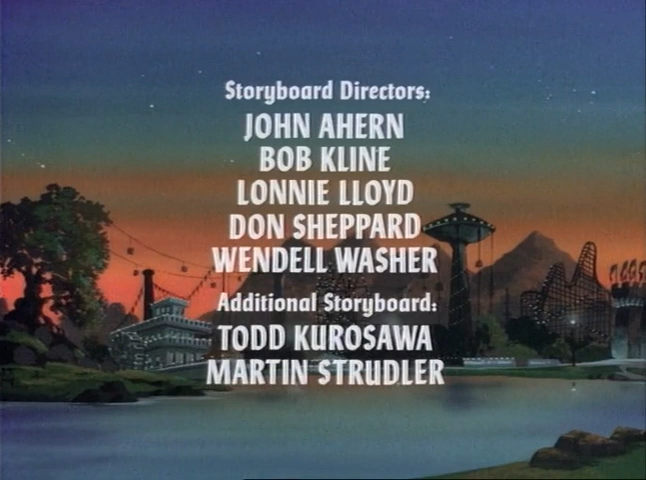 Storyboard Directors:
JOHN AHERN
BOB KLINE
LONNIE LLOYD
DON SHEPPARD
WENDELL WASHER
Additional Storyboard:
TODD KUROSAWA
MARTIN STRUDLER